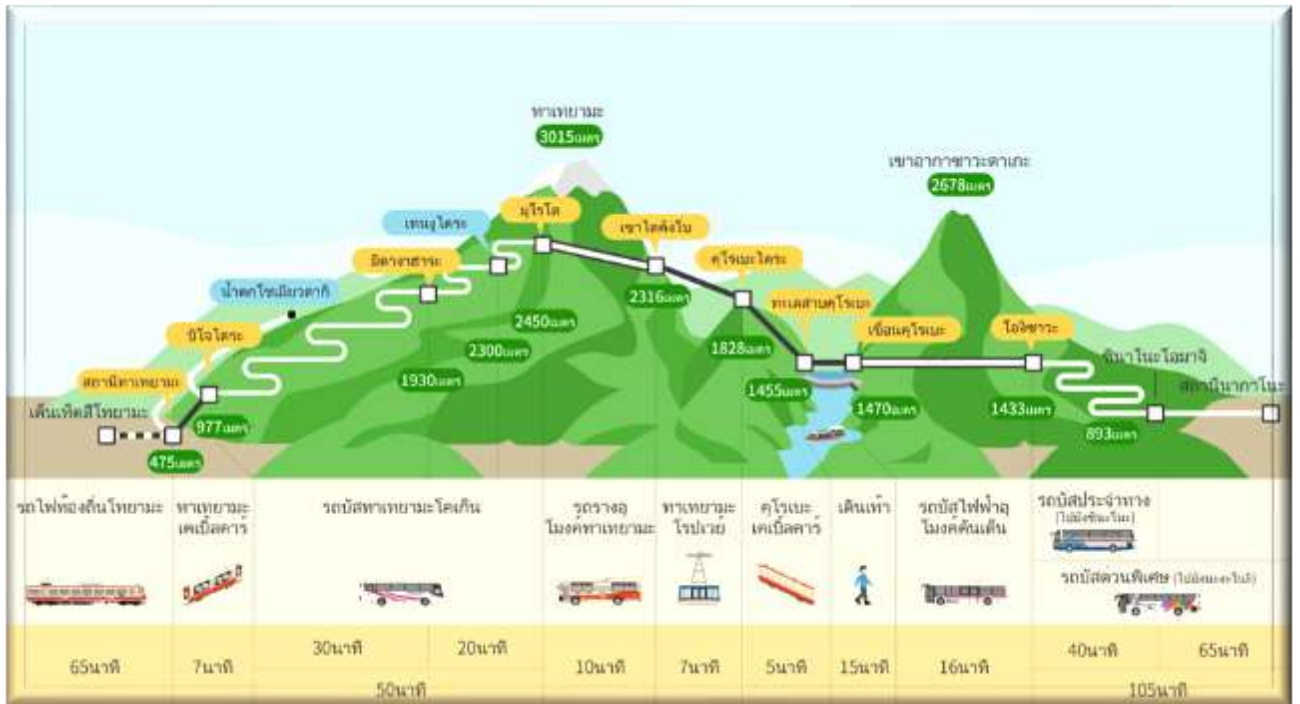 ทาเทยามะ
3015เมตร
เขาอากาซาวะดาเกะ
2678เมตร
มุโรโด
เทนงูไดระ
เขาไดคังโบ
มิดางาฮาระ
คุโรเบะไดระ
น้ำตกโชเมียวดากิ
ทะเลสาบคุโรเบะ
2316เมตร
2450เมตร
บิโจไดระ
เขื่อนคุโรเบะ
โอกิซาวะ
1828เมตร
2300เมตร
ชินาโนะโอมาจิ
สถานีทาเทยามะ
1930เมตร
1455เมตร
สถานีนากาโนะ
เด็นเท็ตสึโทยามะ
1470เมตร
1433เมตร
977เมตร
893เมตร
475เมตร
รถไฟท้องถิ่นโทยามะ
ทาเทยามะ
เคเบิ้ลคาร์
รถบัสทาเทยามะโคเก็น
รถรางอุ
โมงค์ทาเทยามะ
ทาเทยามะ
โรปเวย์
คุโรเบะ
เคเบิ้ลคาร์
เดินเท้า
รถบัสไฟฟ้าอุ
โมงค์คันเด็น
รถบัสประจำทาง
รถบัสด่วนพิเศษ
30นาที
20นาที
40นาที
65นาที
65นาที
7นาที
10นาที
7นาที
5นาที
15นาที
16นาที
50นาที
105นาที